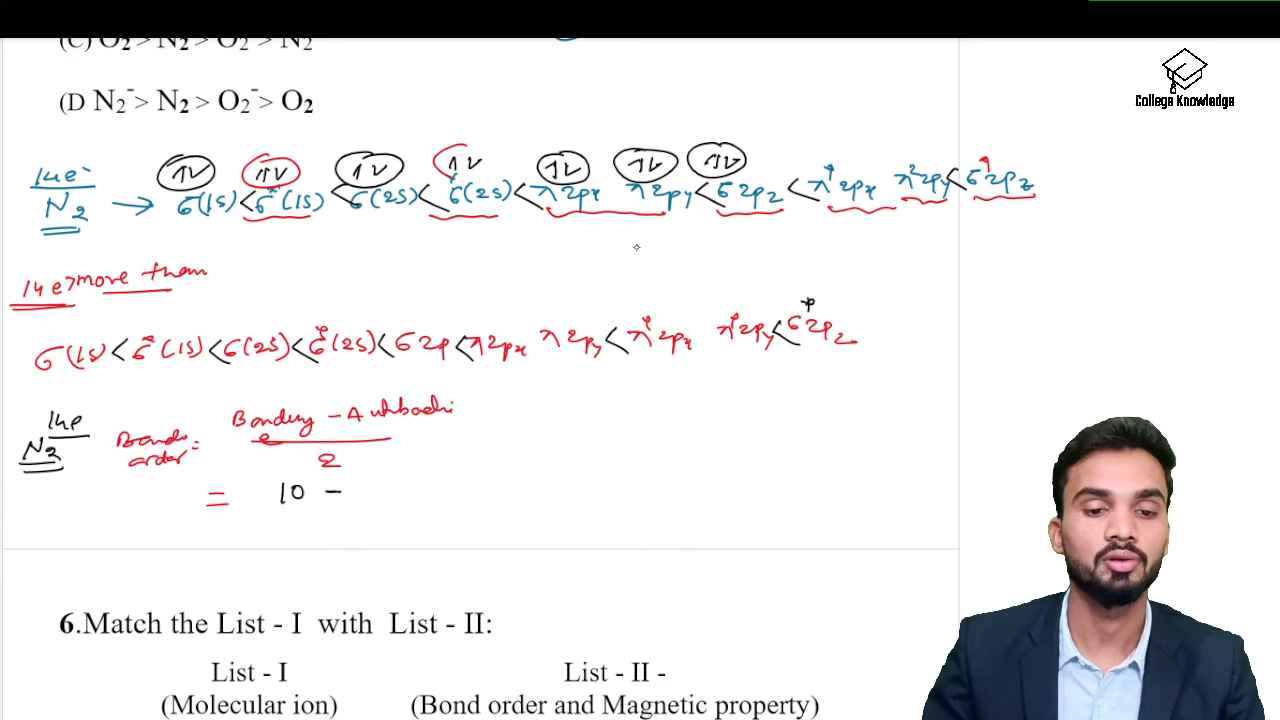 (C) O₂ > N₂ > O₂⁻ > N₂⁻
(D N₂⁻ > N₂ > O₂⁻ > O₂
College Knowledge
14e⁻
N₂ → σ(1s) < σ*(1s) < σ(2s) < σ*(2s) < π2px π2py < σ2pz < π*2px π*2py < σ*2pz
14e> more than
σ(1s) < σ*(1s) < σ(2s) < σ*(2s) < σ2p < π2px π2py < π*2px π*2py < σ*2pz
14e
N₂ Bond order = Bonding e -
2
= 10 -
6.Match the List - I with List - II:
List - I List - II -
(Molecular ion) (Bond order and Magnetic property)